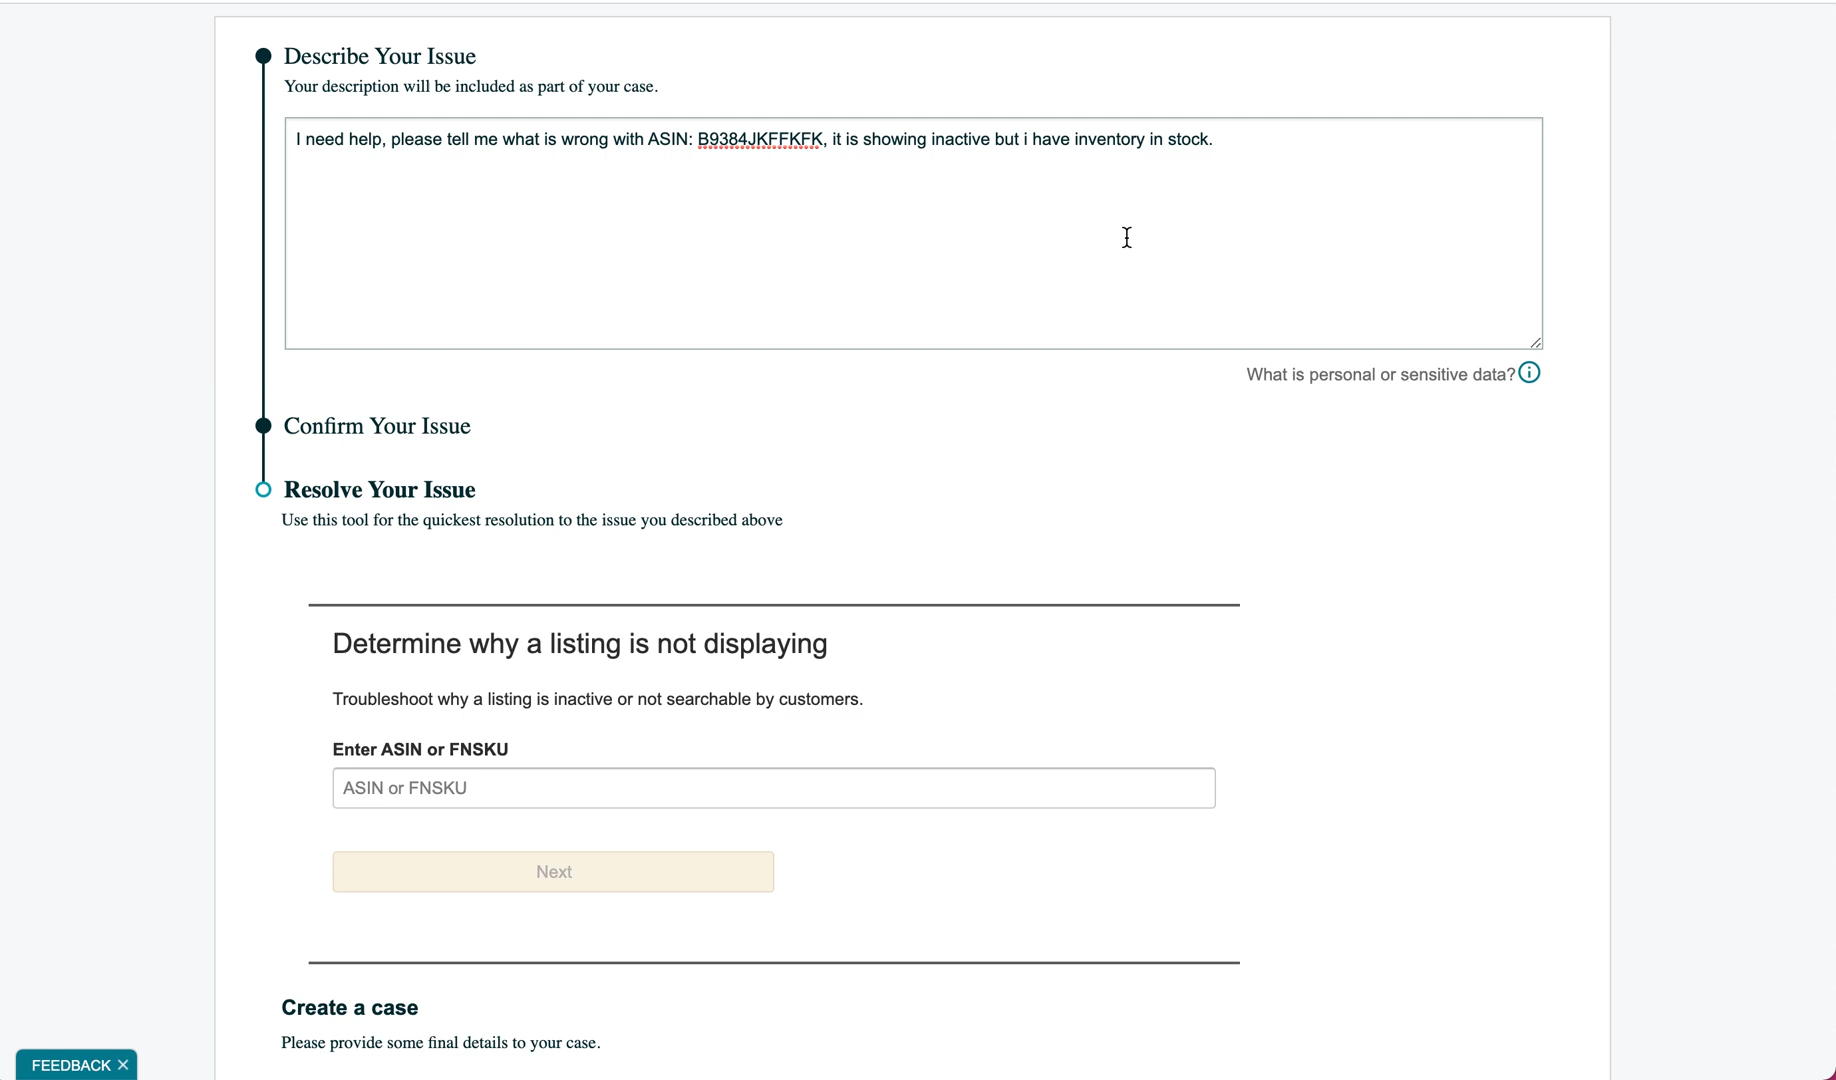 Describe Your Issue
Your description will be included as part of your case.
I need help, please tell me what is wrong with ASIN: B9384JKFFKFK, it is showing inactive but i have inventory in stock.
What is personal or sensitive data?
Confirm Your Issue
Resolve Your Issue
Use this tool for the quickest resolution to the issue you described above
Determine why a listing is not displaying
Troubleshoot why a listing is inactive or not searchable by customers.
Enter ASIN or FNSKU
ASIN or FNSKU
Next
Create a case
Please provide some final details to your case.
FEEDBACK ×